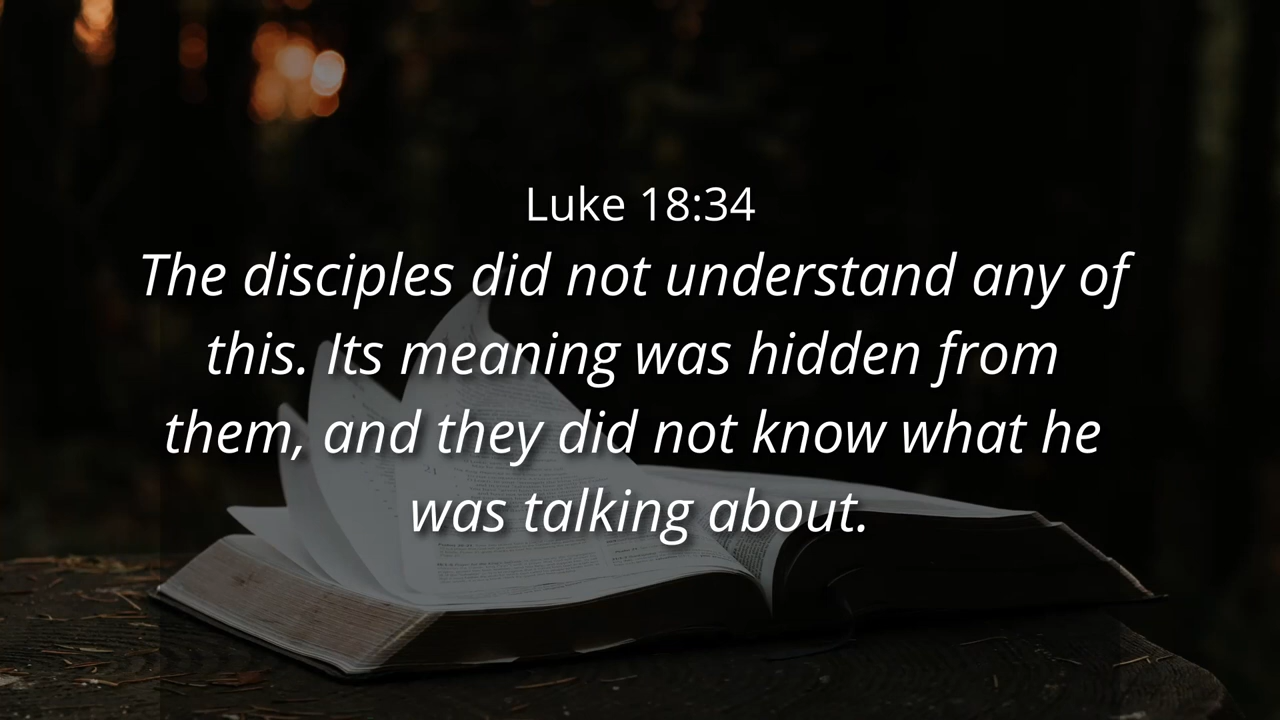 Luke 18:34
The disciples did not understand any of
this. Its meaning was hidden from
them, and they did not know what he
was talking about.